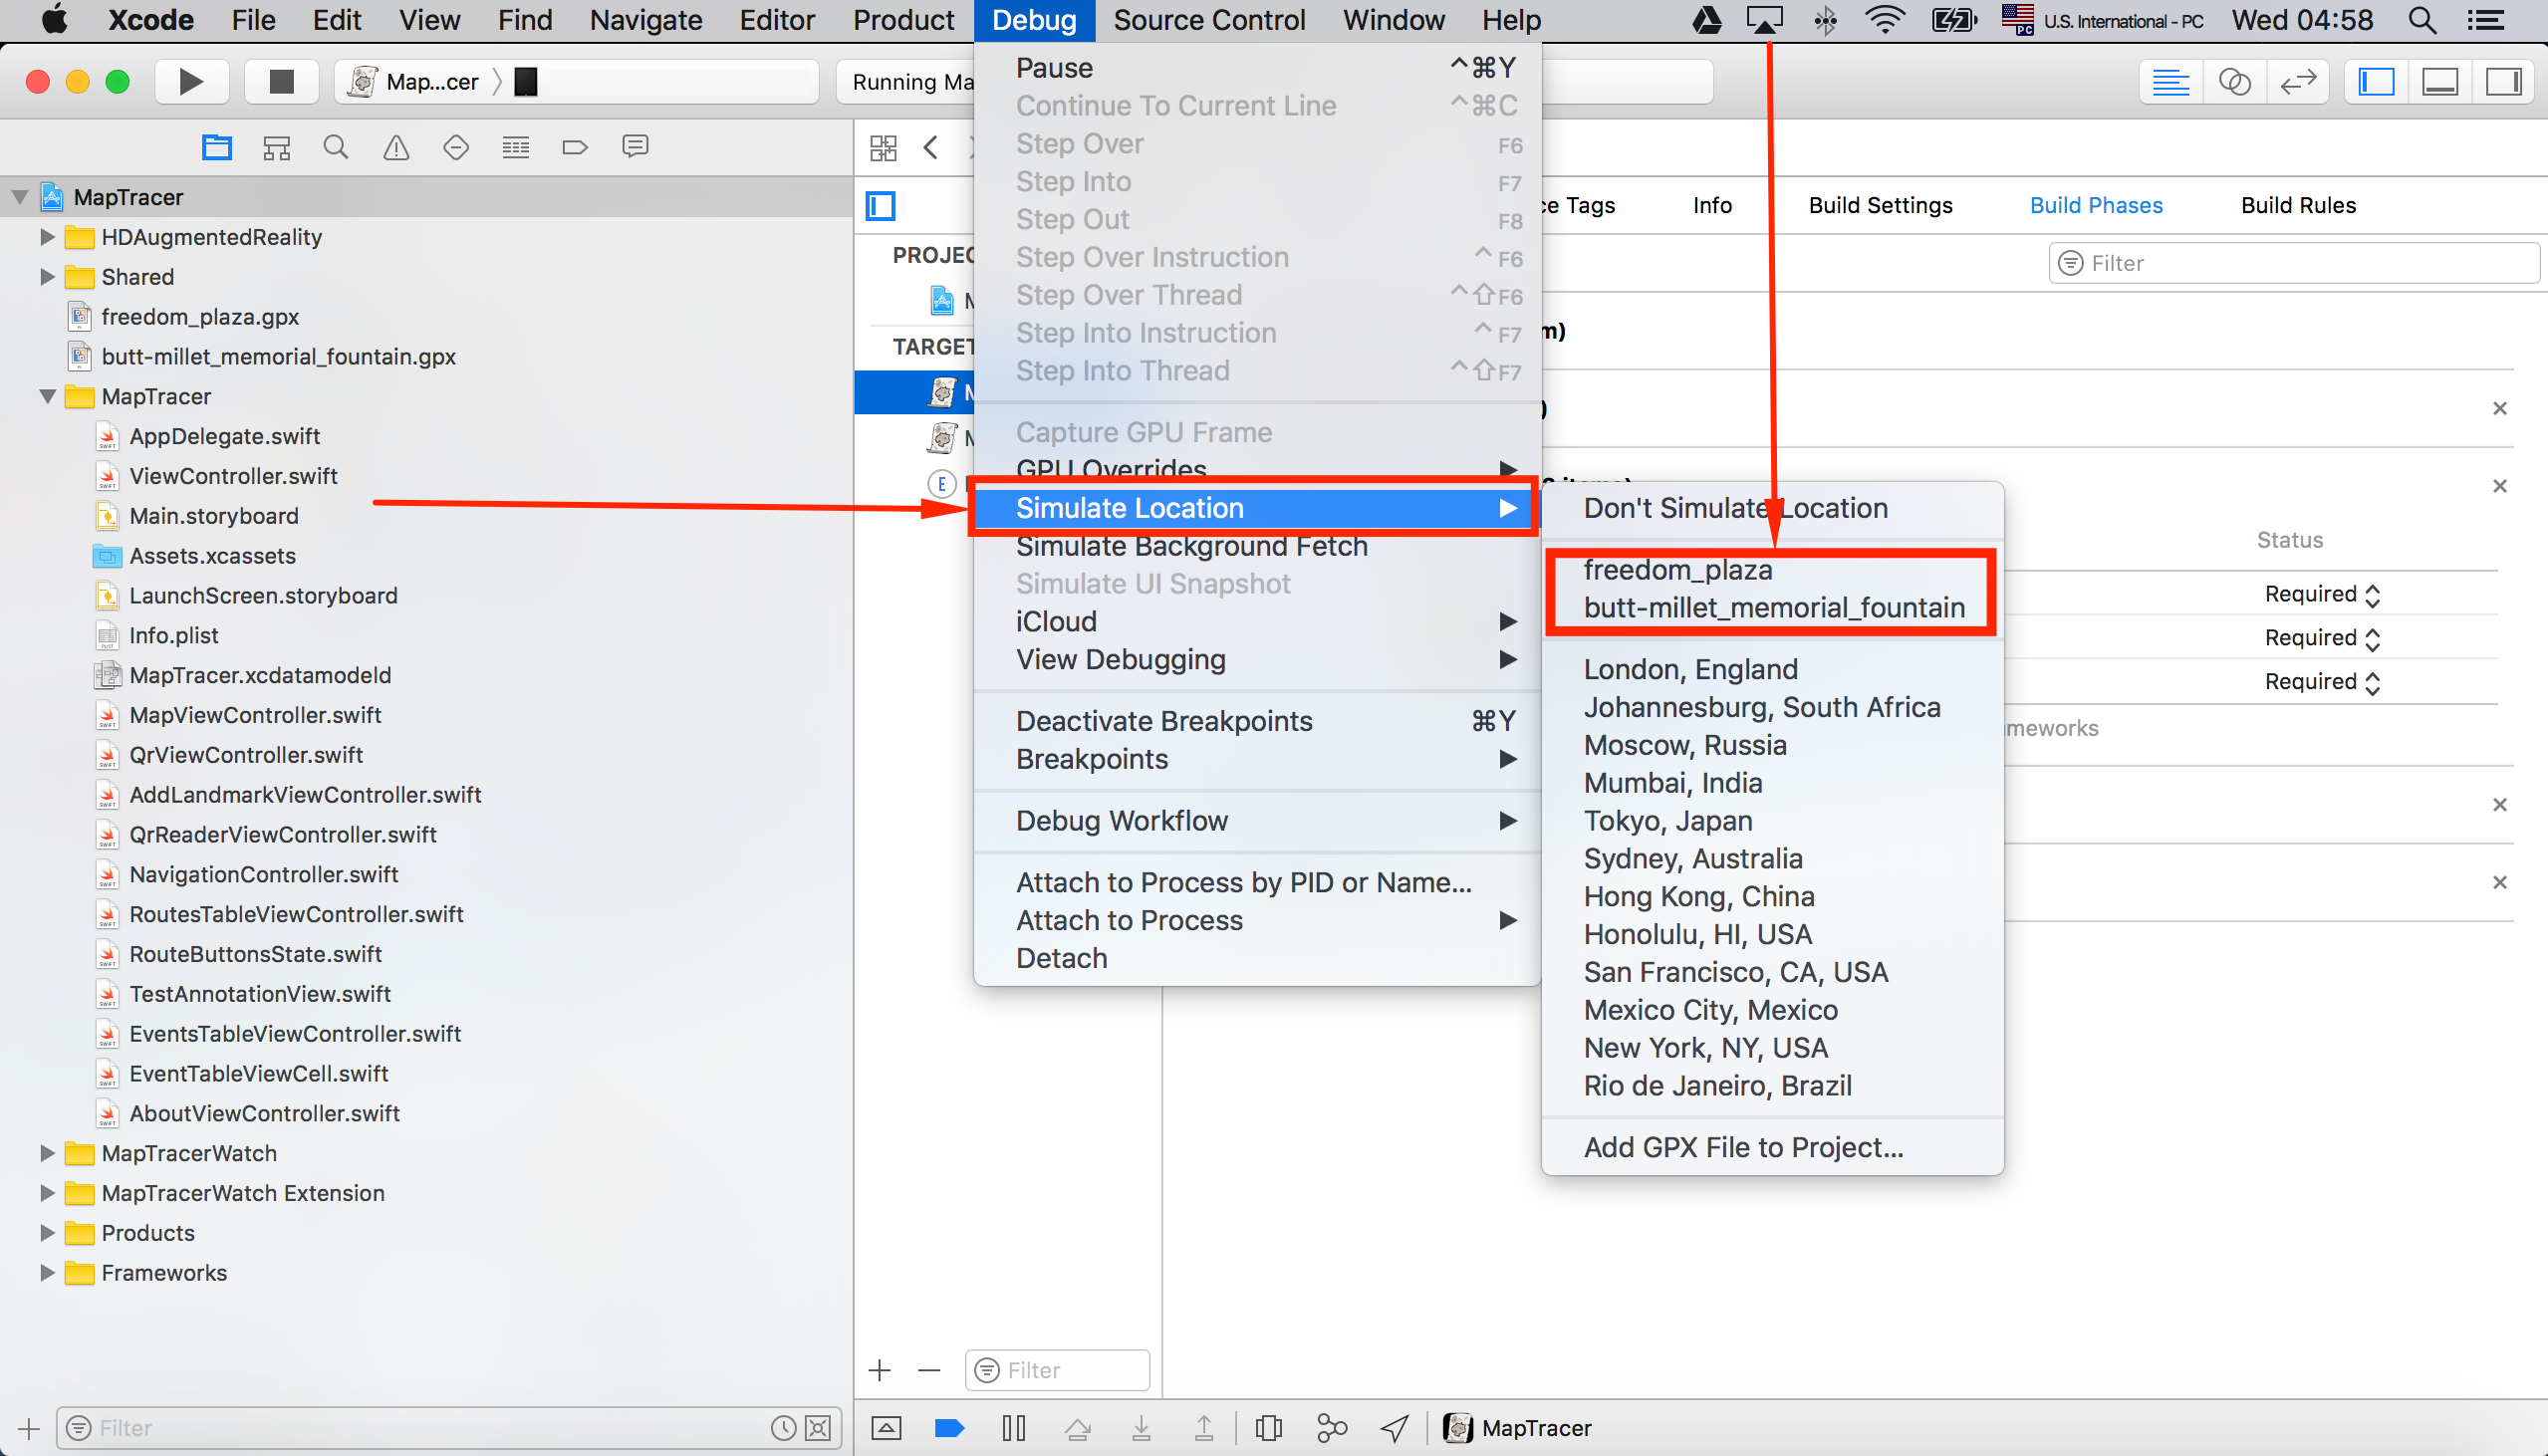 Xcode File Edit View Find Navigate Editor Product Debug Source Control Window Help U.S. International - PC Wed 04:58
Map...cer
Running Ma
MapTracer
HDAugmentedReality
Shared
freedom_plaza.gpx
butt-millet_memorial_fountain.gpx
MapTracer
AppDelegate.swift
ViewController.swift
Main.storyboard
Assets.xcassets
LaunchScreen.storyboard
Info.plist
MapTracer.xcdatamodeld
MapViewController.swift
QrViewController.swift
AddLandmarkViewController.swift
QrReaderViewController.swift
NavigationController.swift
RoutesTableViewController.swift
RouteButtonsState.swift
TestAnnotationView.swift
EventsTableViewController.swift
EventTableViewCell.swift
AboutViewController.swift
MapTracerWatch
MapTracerWatch Extension
Products
Frameworks
Filter
PROJEC
M
TARGET
M
M
E
Filter
Pause ^⌘Y
Continue To Current Line ^⌘C
Step Over F6
Step Into F7
Step Out F8
Step Over Instruction ^F6
Step Over Thread ^⇧F6
Step Into Instruction ^F7
Step Into Thread ^⇧F7
Capture GPU Frame
GPU Overrides
Simulate Location
Simulate Background Fetch
Simulate UI Snapshot
iCloud
View Debugging
Deactivate Breakpoints ⌘Y
Breakpoints
Debug Workflow
Attach to Process by PID or Name...
Attach to Process
Detach
Don't Simulate Location
freedom_plaza
butt-millet_memorial_fountain
London, England
Johannesburg, South Africa
Moscow, Russia
Mumbai, India
Tokyo, Japan
Sydney, Australia
Hong Kong, China
Honolulu, HI, USA
San Francisco, CA, USA
Mexico City, Mexico
New York, NY, USA
Rio de Janeiro, Brazil
Add GPX File to Project...
ce Tags Info Build Settings Build Phases Build Rules
Filter
m)
)
items)
Status
Required
Required
Required
meworks
MapTracer